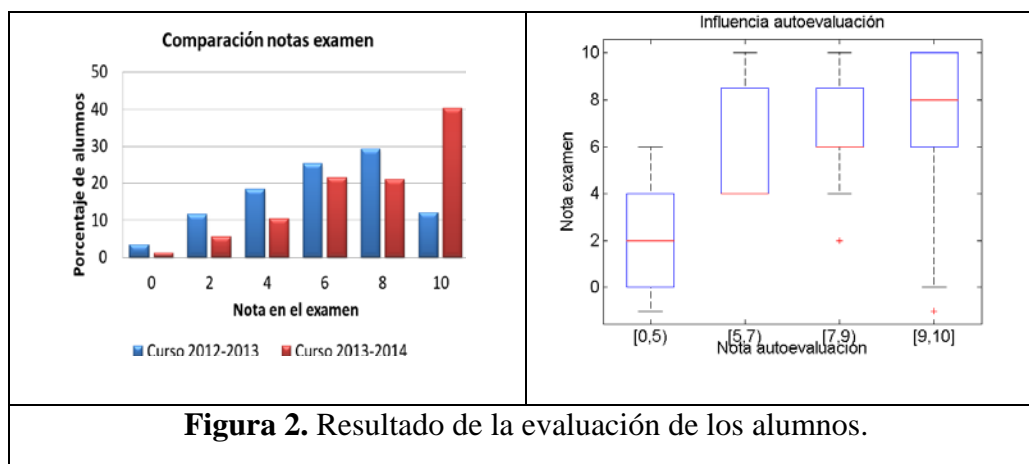 Comparación notas examen
Porcentaje de alumnos
50
40
30
20
10
0
0 2 4 6 8 10
Nota en el examen
Curso 2012-2013 Curso 2013-2014
Influencia autoevaluación
Nota examen
10
8
6
4
2
0
[0,5) [5,7) [7,9) [9,10]
Nota autoevaluación
Figura 2. Resultado de la evaluación de los alumnos.